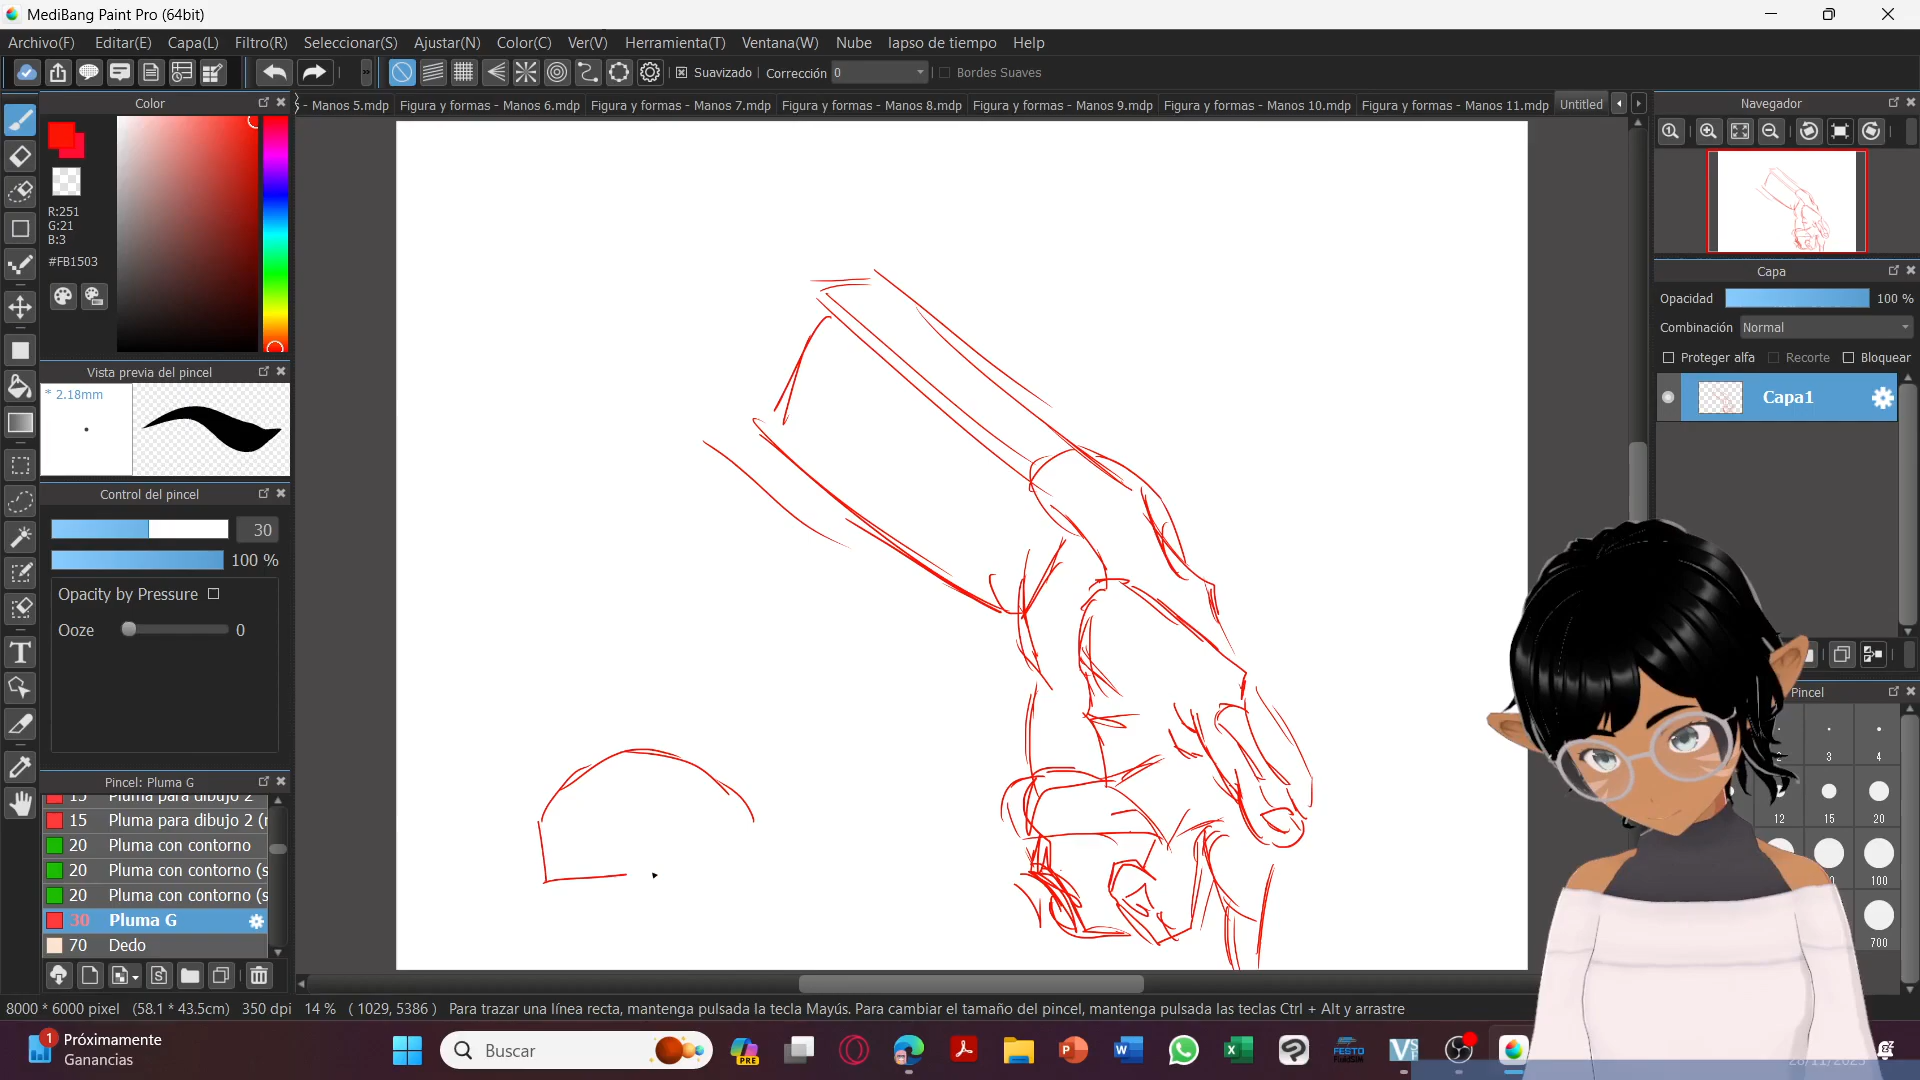 MediBang Paint Pro (64bit)
Archivo(F) Editar(E) Capa(L) Filtro(R) Seleccionar(S) Ajustar(N) Color(C) Ver(V) Herramienta(T) Ventana(W) Nube lapso de tiempo Help
Suavizado Corrección 0 Bordes Suaves
Color
- Manos 5.mdp Figura y formas - Manos 6.mdp Figura y formas - Manos 7.mdp Figura y formas - Manos 8.mdp Figura y formas - Manos 9.mdp Figura y formas - Manos 10.mdp Figura y formas - Manos 11.mdp Untitled
Navegador
R:251
G:21
B:3
#FB1503
Capa
Opacidad 100 %
Combinación Normal
Proteger alfa Recorte Bloquear
Capa1
Vista previa del pincel
* 2.18mm
Control del pincel
30
100 %
Opacity by Pressure
Ooze 0
Pincel
3 4
12 15 20
100
700
Pincel: Pluma G
15 Pluma para dibujo 2
15 Pluma para dibujo 2 (r
20 Pluma con contorno
20 Pluma con contorno (s
20 Pluma con contorno (s
30 Pluma G
70 Dedo
8000 * 6000 pixel (58.1 * 43.5cm) 350 dpi 14 % ( 1029, 5386 ) Para trazar una línea recta, mantenga pulsada la tecla Mayús. Para cambiar el tamaño del pincel, mantenga pulsadas las teclas Ctrl + Alt y arrastre
1 Próximamente
Ganancias
Buscar
PRE
FESTO